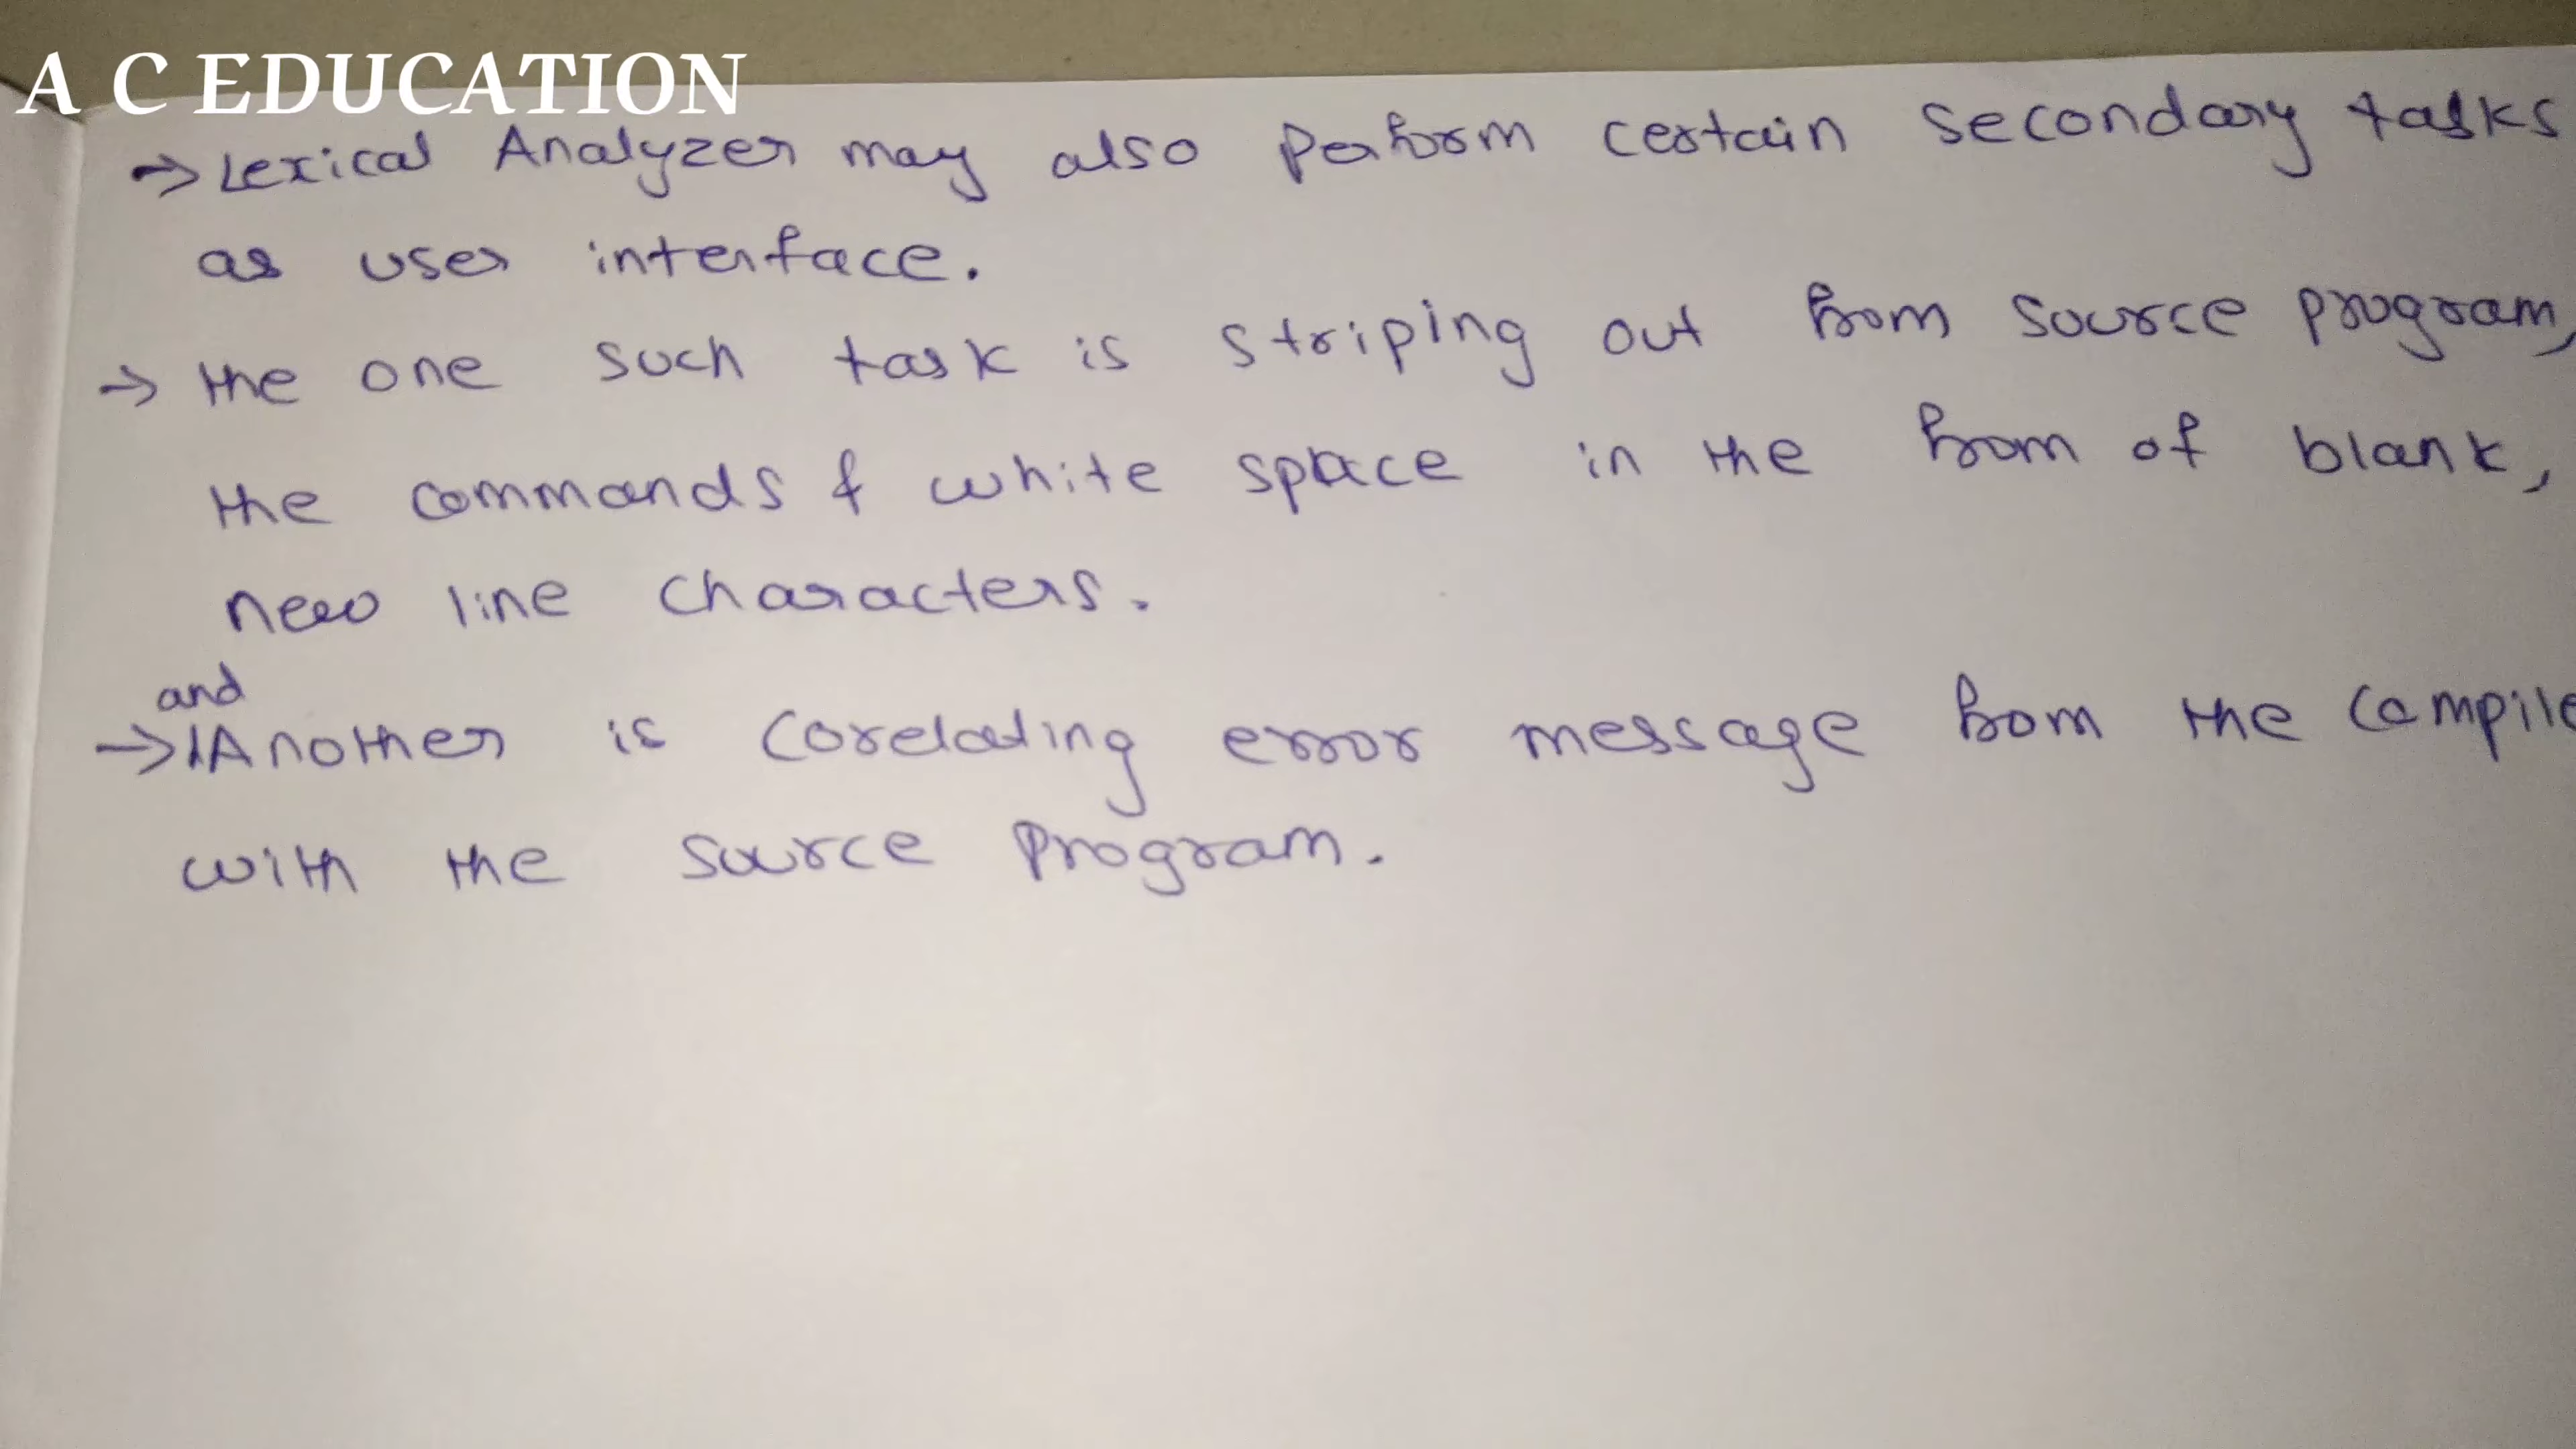 A C EDUCATION
→ Lexical Analyzer may also perform certain secondary tasks
as user interface.
→ the one such task is striping out from source program,
the commands & white space in the from of blank,
new line characters.
and
→ Another is corelating error message from the compile
with the source program.